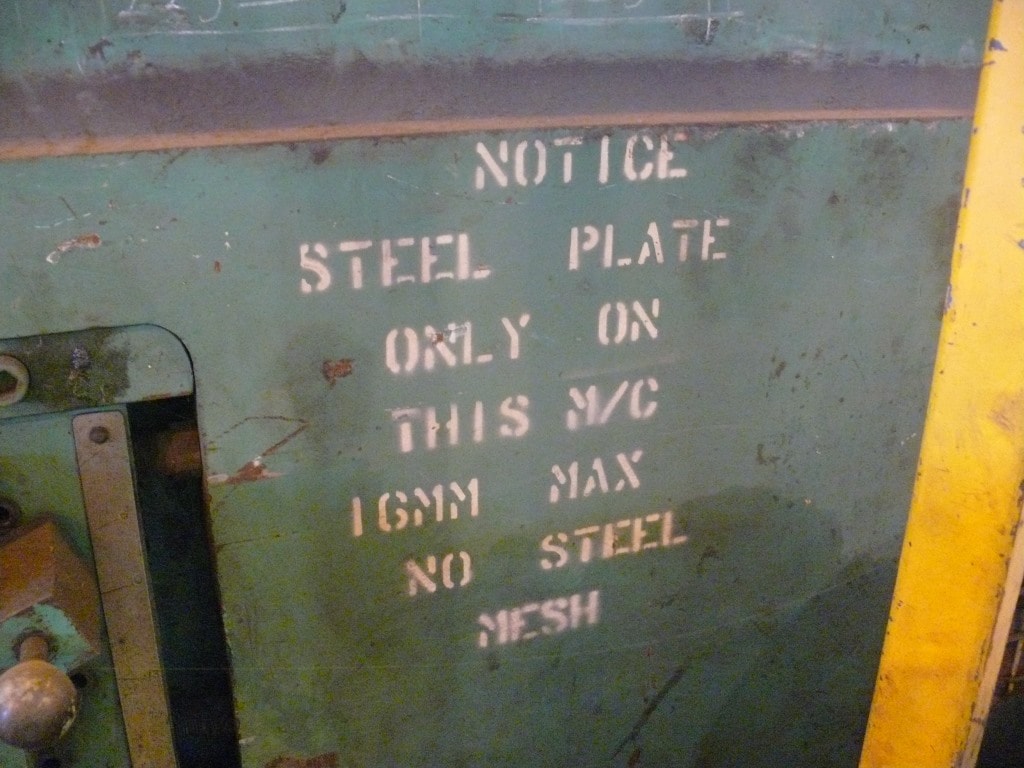 NOTICE
STEEL PLATE
ONLY ON
THIS M/C
16MM MAX
NO STEEL
MESH